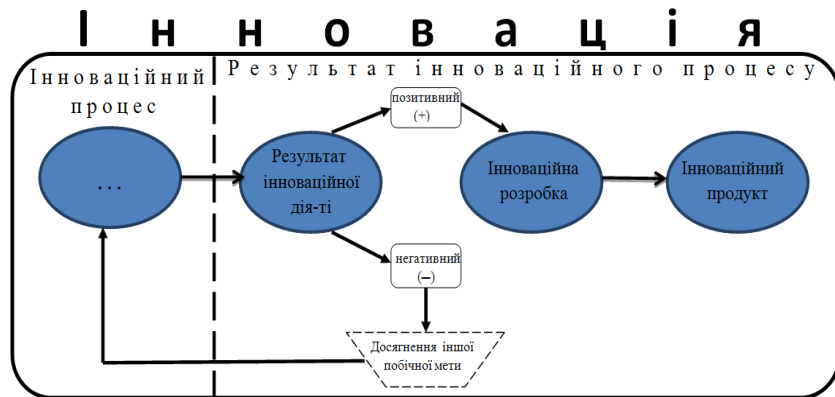 Інновація
Інноваційний
процес
Результат інноваційного процесу
...
Результат
інноваційної
дія-ті
позитивний
(+)
негативний
(–)
Інноваційна
розробка
Інноваційний
продукт
Досягнення іншої
побічної мети